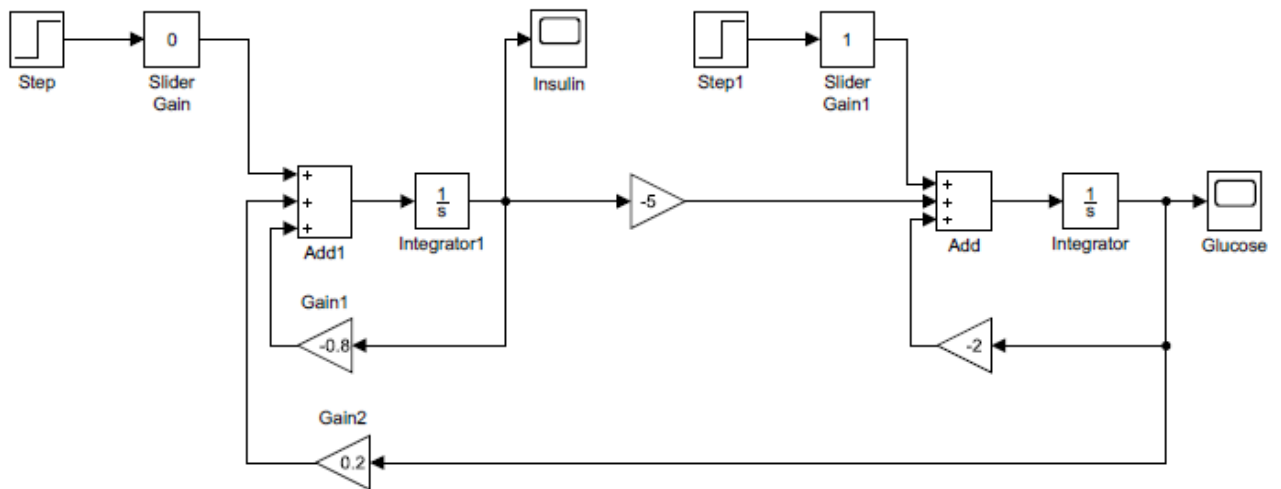 0
1
Step
Slider
Gain
Insulin
Step1
Slider
Gain1
+
+
+
1
s
-5
+
+
+
1
s
Add1
Integrator1
Add
Integrator
Glucose
Gain1
-0.8
-2
Gain2
0.2